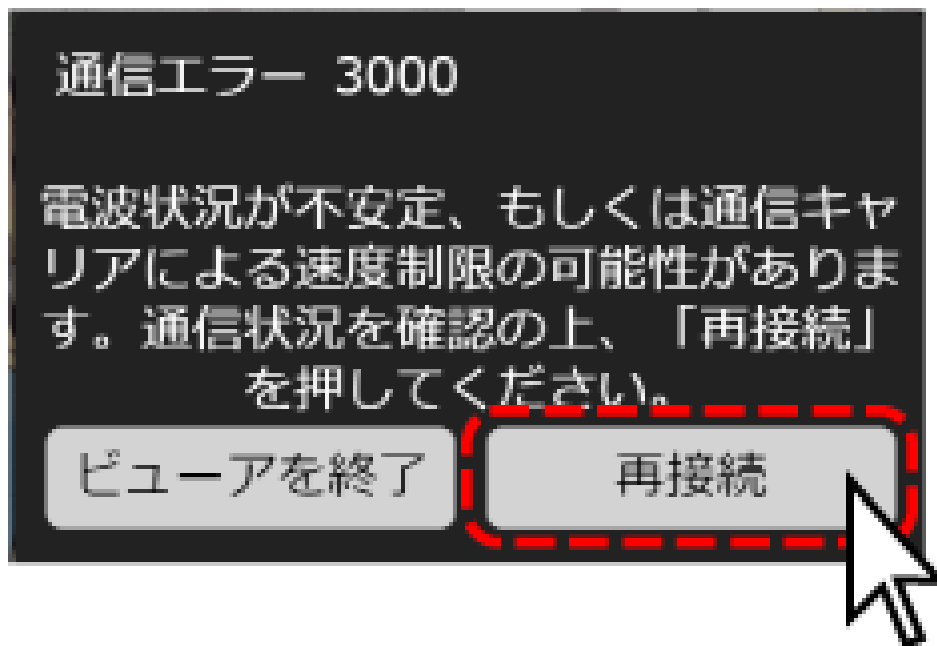 通信エラー 3000
電波状況が不安定、もしくは通信キャ
リアによる速度制限の可能性がありま
す。通信状況を確認の上、「再接続」
を押してください。
ビューアを終了
再接続